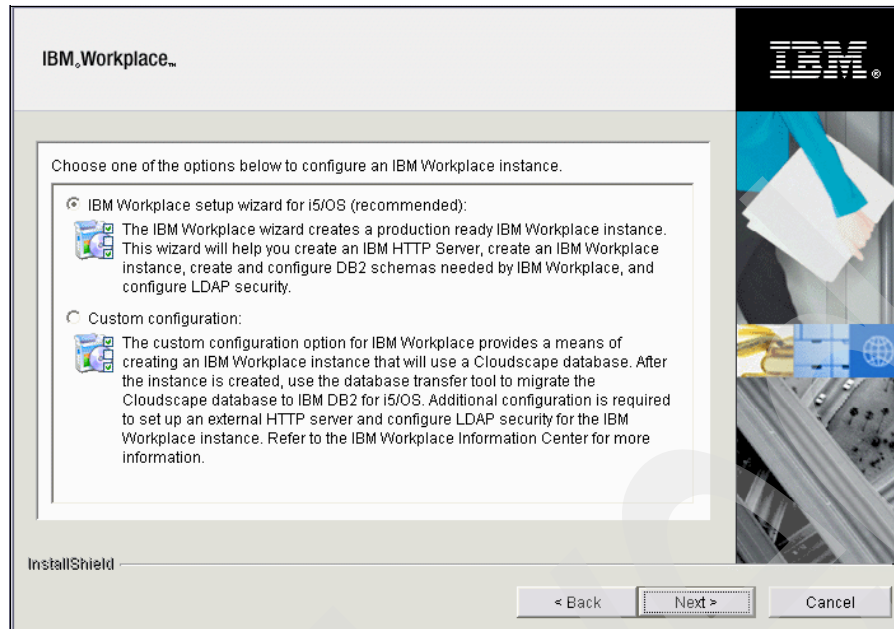 IBM Workplace™
IBM®
Choose one of the options below to configure an IBM Workplace instance.
IBM Workplace setup wizard for i5/OS (recommended):
The IBM Workplace wizard creates a production ready IBM Workplace instance.
This wizard will help you create an IBM HTTP Server, create an IBM Workplace
instance, create and configure DB2 schemas needed by IBM Workplace, and
configure LDAP security.
Custom configuration:
The custom configuration option for IBM Workplace provides a means of
creating an IBM Workplace instance that will use a Cloudscape database. After
the instance is created, use the database transfer tool to migrate the
Cloudscape database to IBM DB2 for i5/OS. Additional configuration is required
to set up an external HTTP server and configure LDAP security for the IBM
Workplace instance. Refer to the IBM Workplace Information Center for more
information.
InstallShield
< Back
Next >
Cancel